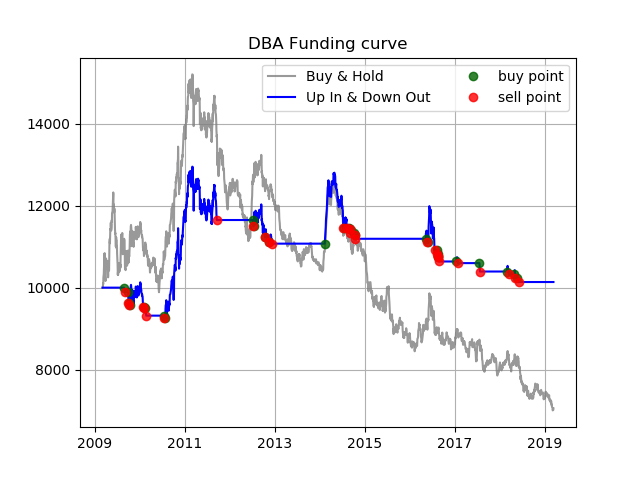 DBA Funding curve
Buy & Hold
Up In & Down Out
buy point
sell point
14000
12000
10000
8000
2009 2011 2013 2015 2017 2019